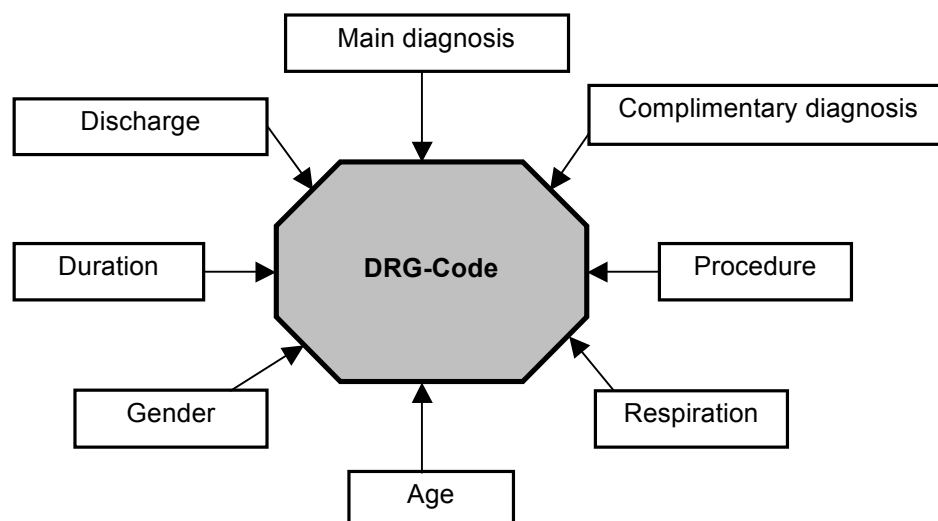 Main diagnosis
Discharge
Complimentary diagnosis
Duration
DRG-Code
Procedure
Gender
Respiration
Age